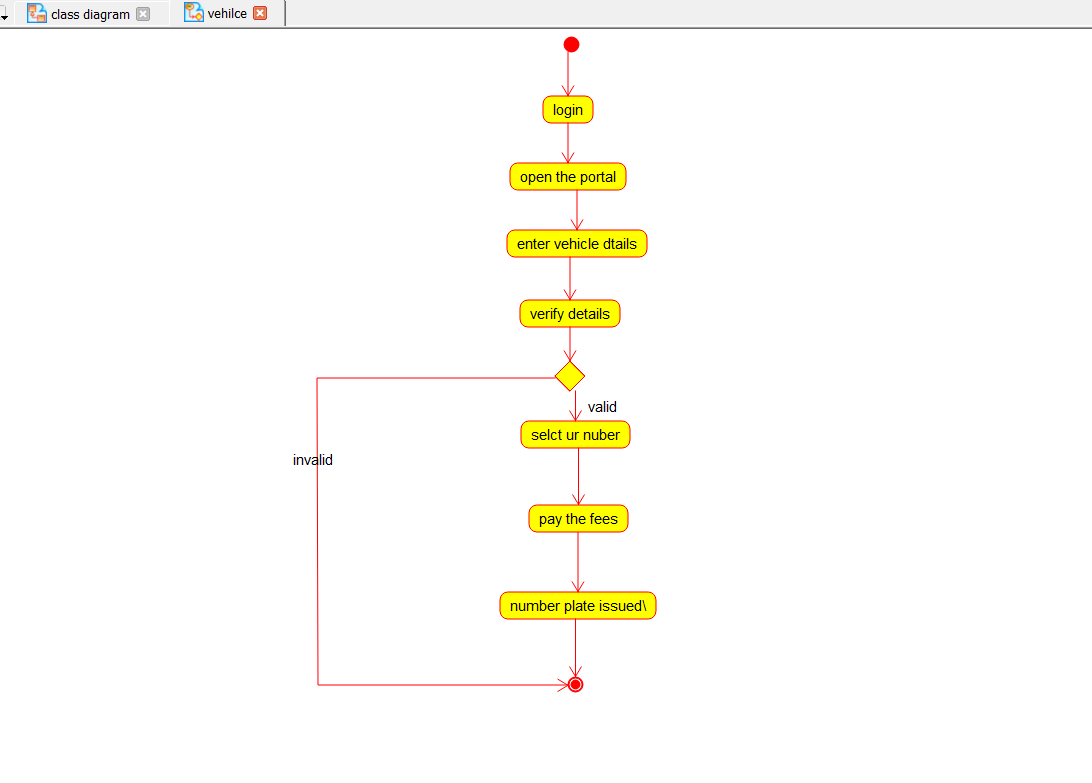 class diagram
vehilce
login
open the portal
enter vehicle dtails
verify details
valid
selct ur nuber
invalid
pay the fees
number plate issued\